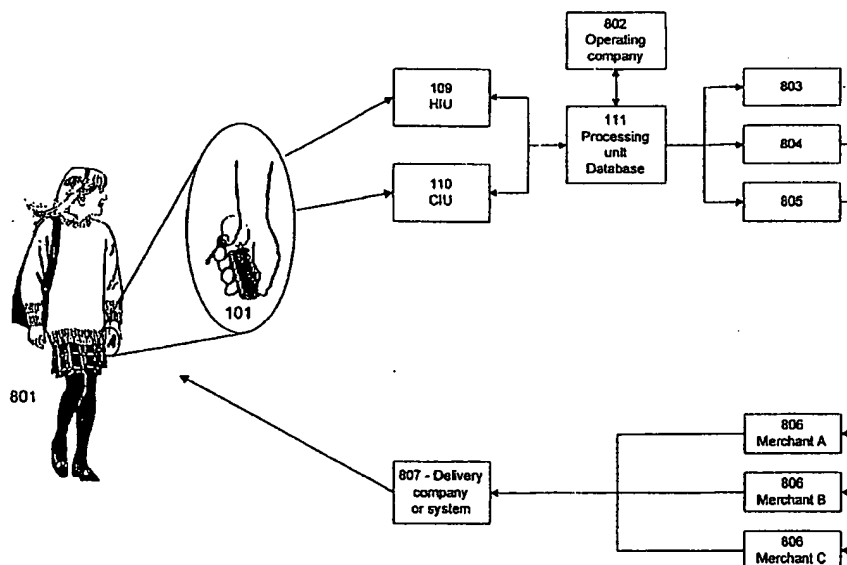 802
Operating
company
109
HIU
111
Processing
unit
Database
803
804
110
CIU
805
101
801
806
Merchant A
807 - Delivery
company
or system
806
Merchant B
806
Merchant C